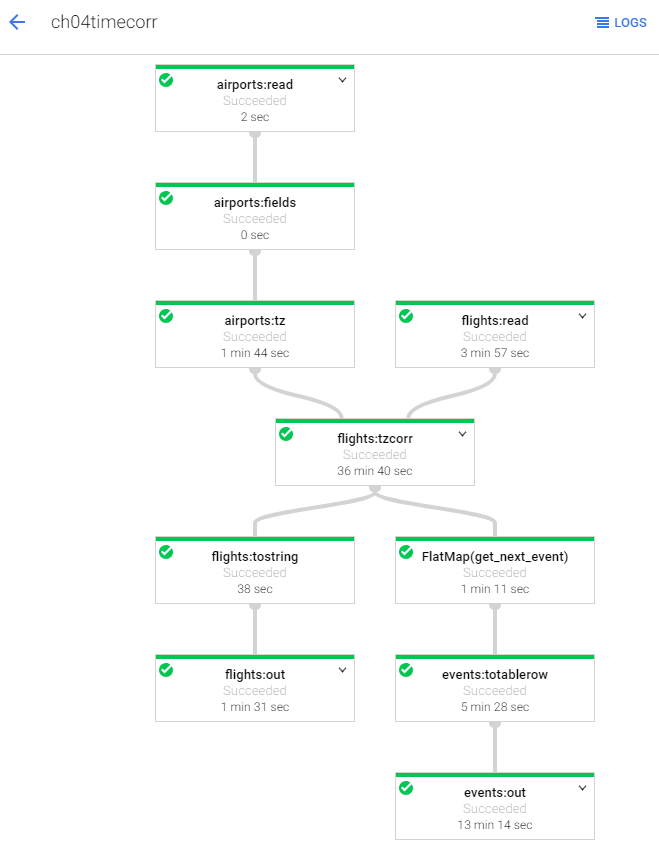 ch04timecorr
LOGS
airports:read
Succeeded
2 sec
airports:fields
Succeeded
0 sec
airports:tz
Succeeded
1 min 44 sec
flights:read
Succeeded
3 min 57 sec
flights:tzcorr
Succeeded
36 min 40 sec
flights:tostring
Succeeded
38 sec
FlatMap(get_next_event)
Succeeded
1 min 11 sec
flights:out
Succeeded
1 min 31 sec
events:totablerow
Succeeded
5 min 28 sec
events:out
Succeeded
13 min 14 sec